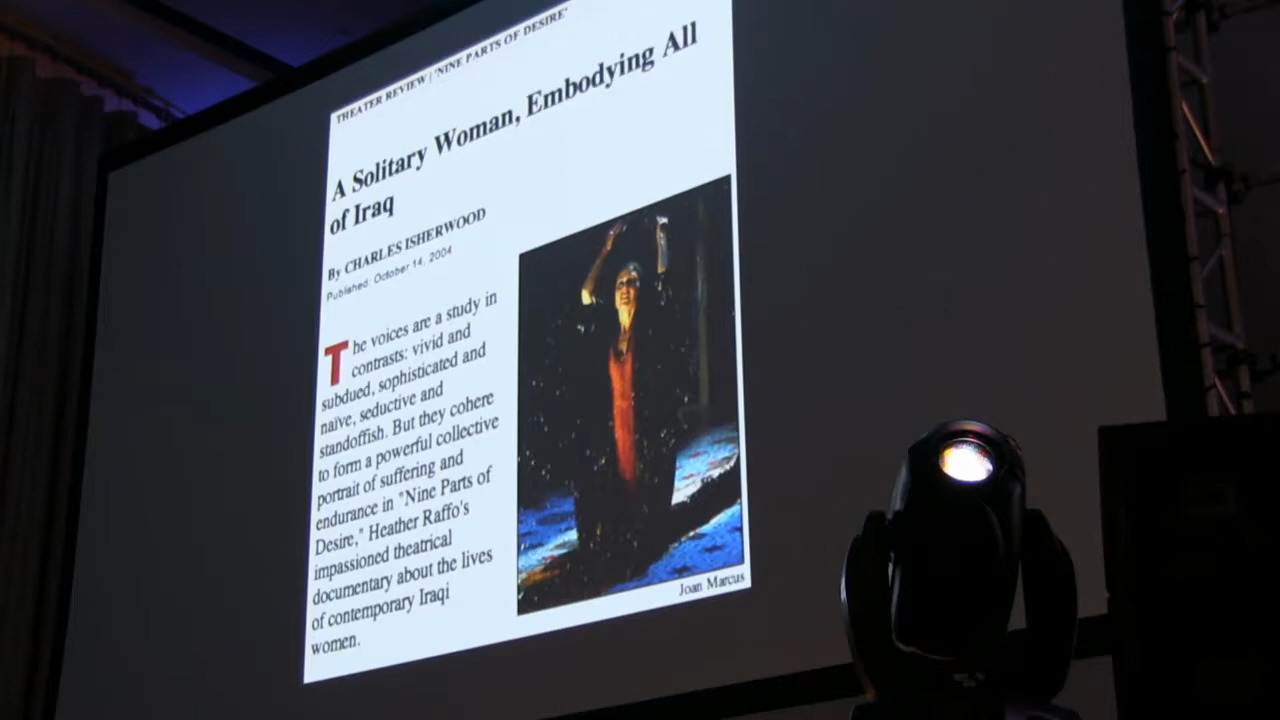 THEATER REVIEW | 'NINE PARTS OF DESIRE'
A Solitary Woman, Embodying All
of Iraq
By CHARLES ISHERWOOD
Published: October 14, 2004
The voices are a study in
contrasts: vivid and
subdued, sophisticated and
naïve, seductive and
standoffish. But they cohere
to form a powerful collective
portrait of suffering and
endurance in "Nine Parts of
Desire," Heather Raffo's
impassioned theatrical
documentary about the lives
of contemporary Iraqi
women.
Joan Marcus